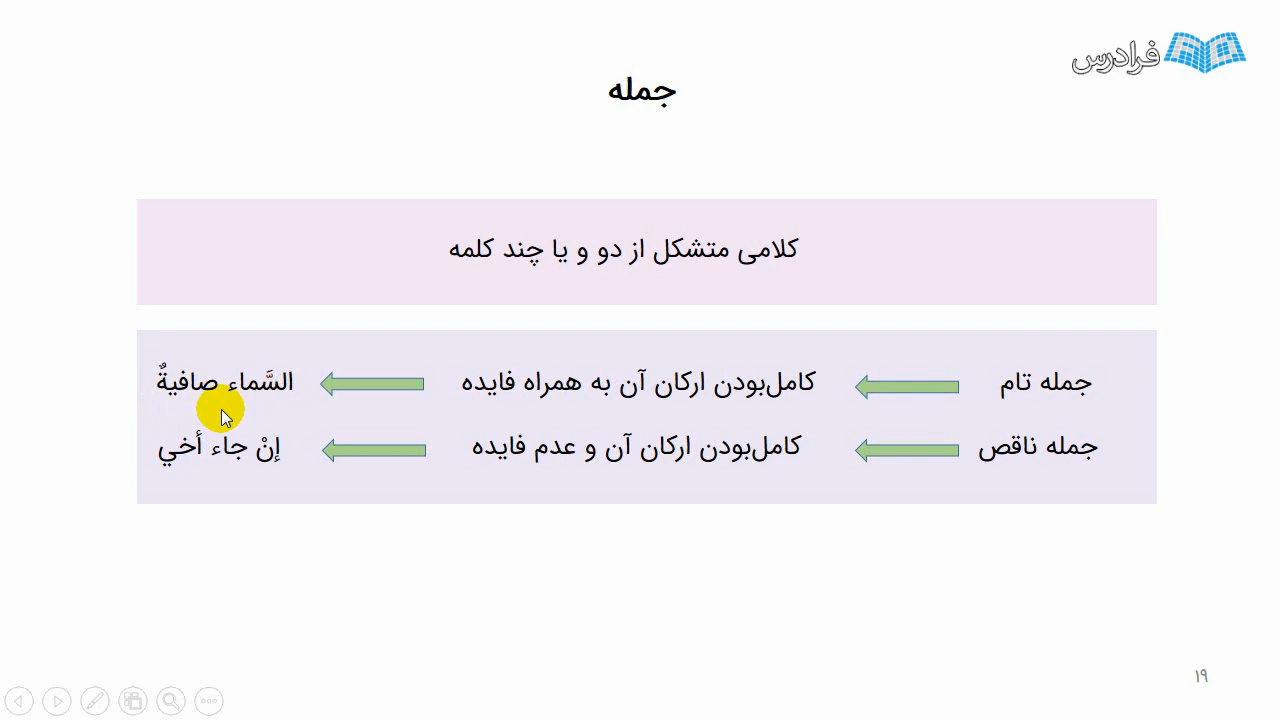 فرادرس
جمله
کلامی متشکل از دو و یا چند کلمه
جمله تام کامل‌بودن ارکان آن به همراه فایده السَّماء صافیةٌ
جمله ناقص کامل‌بودن ارکان آن و عدم فایده إنْ جاء أخي
۱۹